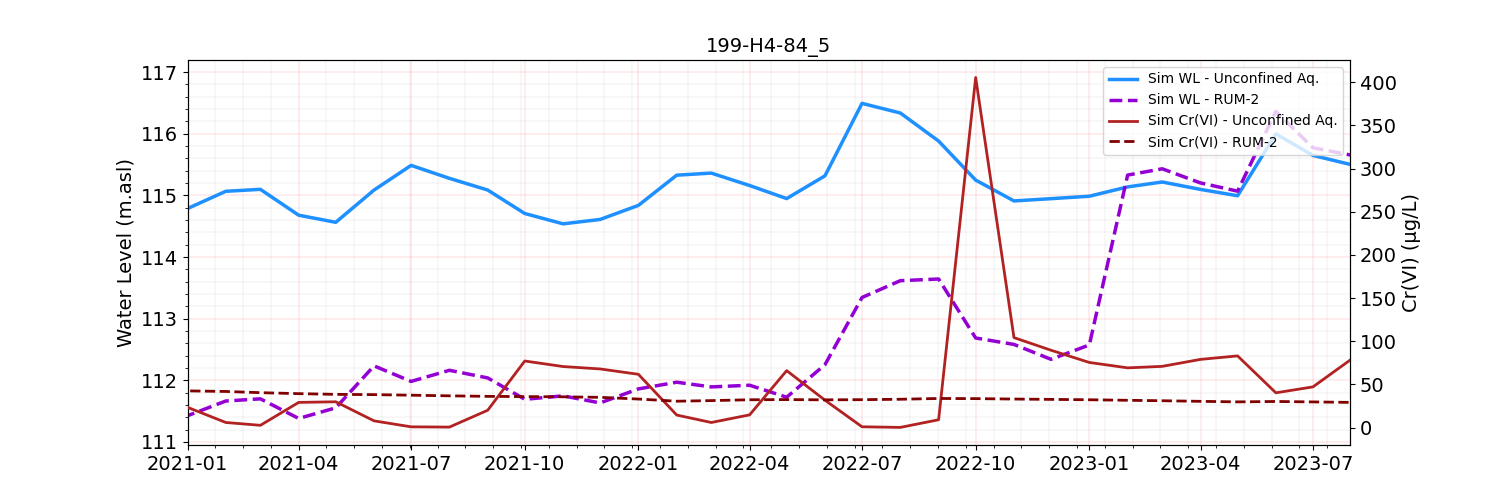 199-H4-84_5
117
116
115
114
113
112
111
Water Level (m.asl)
Sim WL - Unconfined Aq.
Sim WL - RUM-2
Sim Cr(VI) - Unconfined Aq.
Sim Cr(VI) - RUM-2
400
350
300
250
200
150
100
50
0
Cr(VI) (μg/L)
2021-01 2021-04 2021-07 2021-10 2022-01 2022-04 2022-07 2022-10 2023-01 2023-04 2023-07